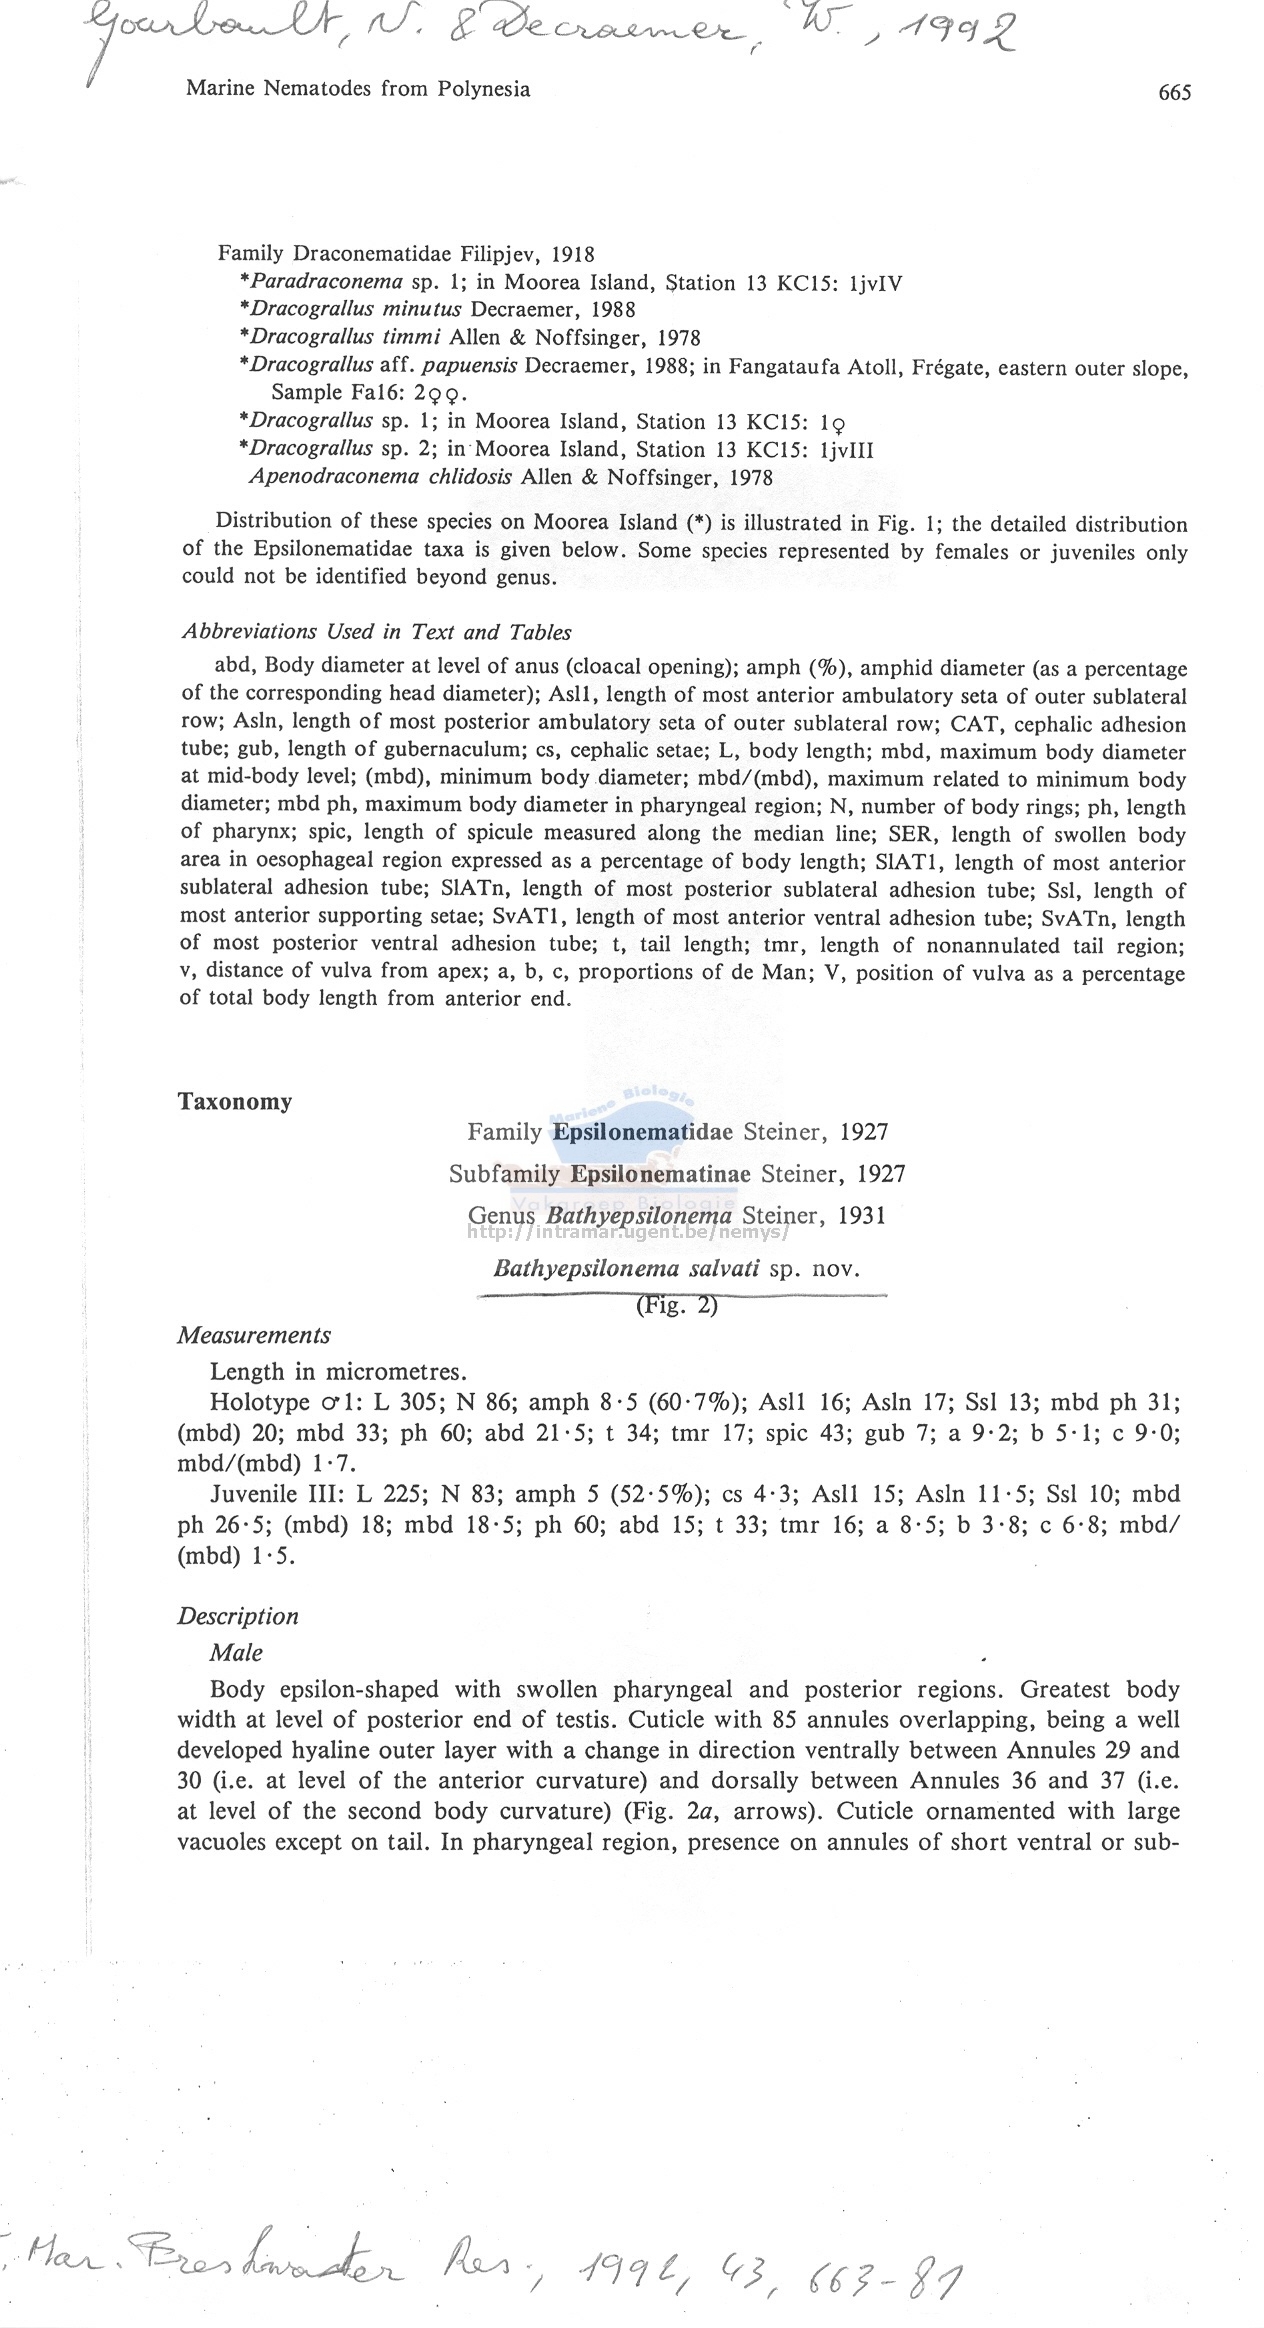 Gourbault, N. & Decraemer, W., 1992
Marine Nematodes from Polynesia 665
Family Draconematidae Filipjev, 1918
*Paradraconema sp. 1; in Moorea Island, Station 13 KC15: 1jvIV
*Dracograllus minutus Decraemer, 1988
*Dracograllus timmi Allen & Noffsinger, 1978
*Dracograllus aff. papuensis Decraemer, 1988; in Fangataufa Atoll, Frégate, eastern outer slope,
Sample Fa16: 2♀♀.
*Dracograllus sp. 1; in Moorea Island, Station 13 KC15: 1♀
*Dracograllus sp. 2; in Moorea Island, Station 13 KC15: 1jvIII
Apenodraconema chlidosis Allen & Noffsinger, 1978
Distribution of these species on Moorea Island (*) is illustrated in Fig. 1; the detailed distribution
of the Epsilonematidae taxa is given below. Some species represented by females or juveniles only
could not be identified beyond genus.
Abbreviations Used in Text and Tables
abd, Body diameter at level of anus (cloacal opening); amph (%), amphid diameter (as a percentage
of the corresponding head diameter); Asl1, length of most anterior ambulatory seta of outer sublateral
row; Asln, length of most posterior ambulatory seta of outer sublateral row; CAT, cephalic adhesion
tube; gub, length of gubernaculum; cs, cephalic setae; L, body length; mbd, maximum body diameter
at mid-body level; (mbd), minimum body diameter; mbd/(mbd), maximum related to minimum body
diameter; mbd ph, maximum body diameter in pharyngeal region; N, number of body rings; ph, length
of pharynx; spic, length of spicule measured along the median line; SER, length of swollen body
area in oesophageal region expressed as a percentage of body length; SlAT1, length of most anterior
sublateral adhesion tube; SlATn, length of most posterior sublateral adhesion tube; Ssl, length of
most anterior supporting setae; SvAT1, length of most anterior ventral adhesion tube; SvATn, length
of most posterior ventral adhesion tube; t, tail length; tmr, length of nonannulated tail region;
v, distance of vulva from apex; a, b, c, proportions of de Man; V, position of vulva as a percentage
of total body length from anterior end.
Taxonomy
Mariene Biologie
Family Epsilonematidae Steiner, 1927
Subfamily Epsilonematinae Steiner, 1927
Vakgroep Biologie
Genus Bathyepsilonema Steiner, 1931
http://intramar.ugent.be/nemys/
Bathyepsilonema salvati sp. nov.
(Fig. 2)
Measurements
Length in micrometres.
Holotype ♂1: L 305; N 86; amph 8·5 (60·7%); Asl1 16; Asln 17; Ssl 13; mbd ph 31;
(mbd) 20; mbd 33; ph 60; abd 21·5; t 34; tmr 17; spic 43; gub 7; a 9·2; b 5·1; c 9·0;
mbd/(mbd) 1·7.
Juvenile III: L 225; N 83; amph 5 (52·5%); cs 4·3; Asl1 15; Asln 11·5; Ssl 10; mbd
ph 26·5; (mbd) 18; mbd 18·5; ph 60; abd 15; t 33; tmr 16; a 8·5; b 3·8; c 6·8; mbd/
(mbd) 1·5.
Description
Male
Body epsilon-shaped with swollen pharyngeal and posterior regions. Greatest body
width at level of posterior end of testis. Cuticle with 85 annules overlapping, being a well
developed hyaline outer layer with a change in direction ventrally between Annules 29 and
30 (i.e. at level of the anterior curvature) and dorsally between Annules 36 and 37 (i.e.
at level of the second body curvature) (Fig. 2a, arrows). Cuticle ornamented with large
vacuoles except on tail. In pharyngeal region, presence on annules of short ventral or sub-
Mar. Freshwater Res., 1992, 43, 663-81